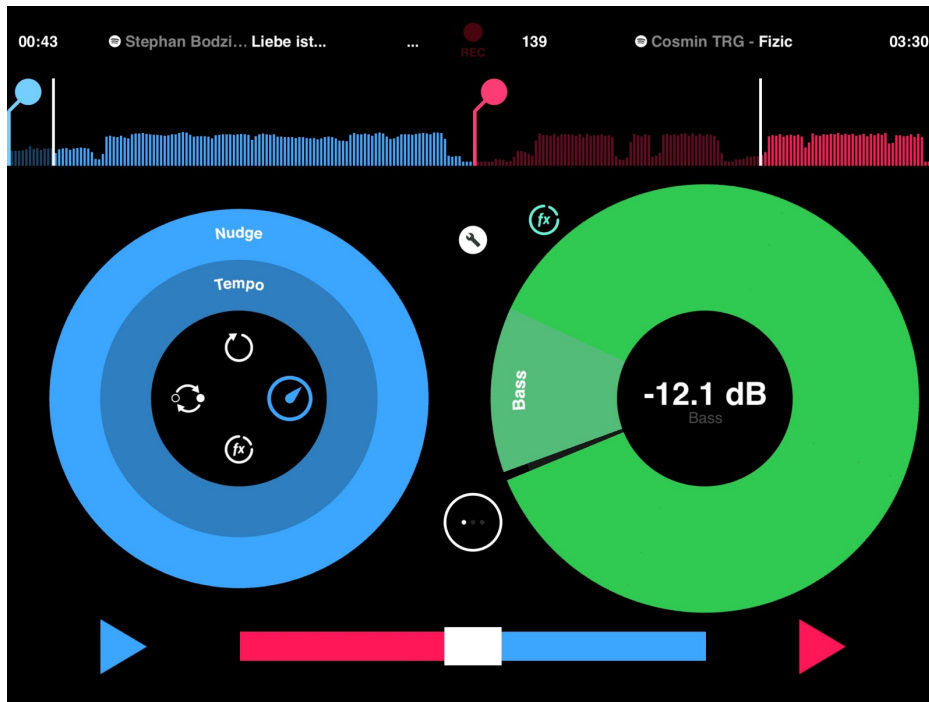 00:43 Stephan Bodzi... Liebe ist... ... REC 139 Cosmin TRG - Fizic 03:30
Nudge
fx
Tempo
Bass
-12.1 dB
Bass
fx